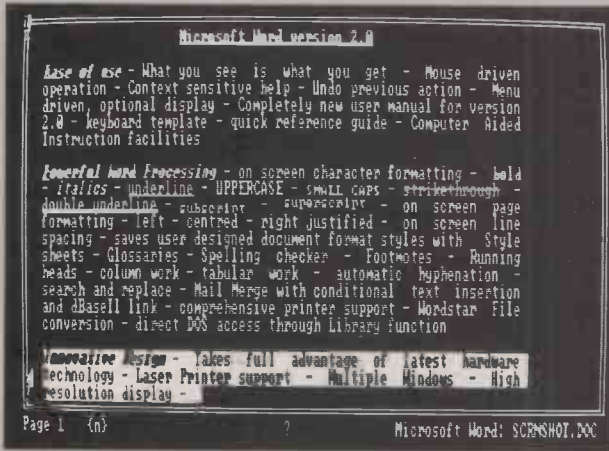 Microsoft Word version 2.0
Ease of use - What you see is what you get - Mouse driven
operation - Context sensitive help - Undo previous action - Menu
driven, optional display - Completely new user manual for version
2.0 - keyboard template - quick reference guide - Computer Aided
Instruction facilities
Powerful Word Processing - on screen character formatting - bold
- italics - underline - UPPERCASE - SMALL CAPS - strikethrough -
double underline - subscript - superscript - on screen page
formatting - left - centred - right justified - on screen line
spacing - saves user designed document format styles with Style
sheets - Glossaries - Spelling checker - Footnotes - Running
heads - column work - tabular work - automatic hyphenation -
search and replace - Mail Merge with conditional text insertion
and dBaseII link - comprehensive printer support - Wordstar File
conversion - direct DOS access through Library function
Innovative Design - Takes full advantage of latest hardware
technology - Laser Printer support - Multiple Windows - High
resolution display -
Page 1 {n} ? Microsoft Word: SCRNSHOT.DOC